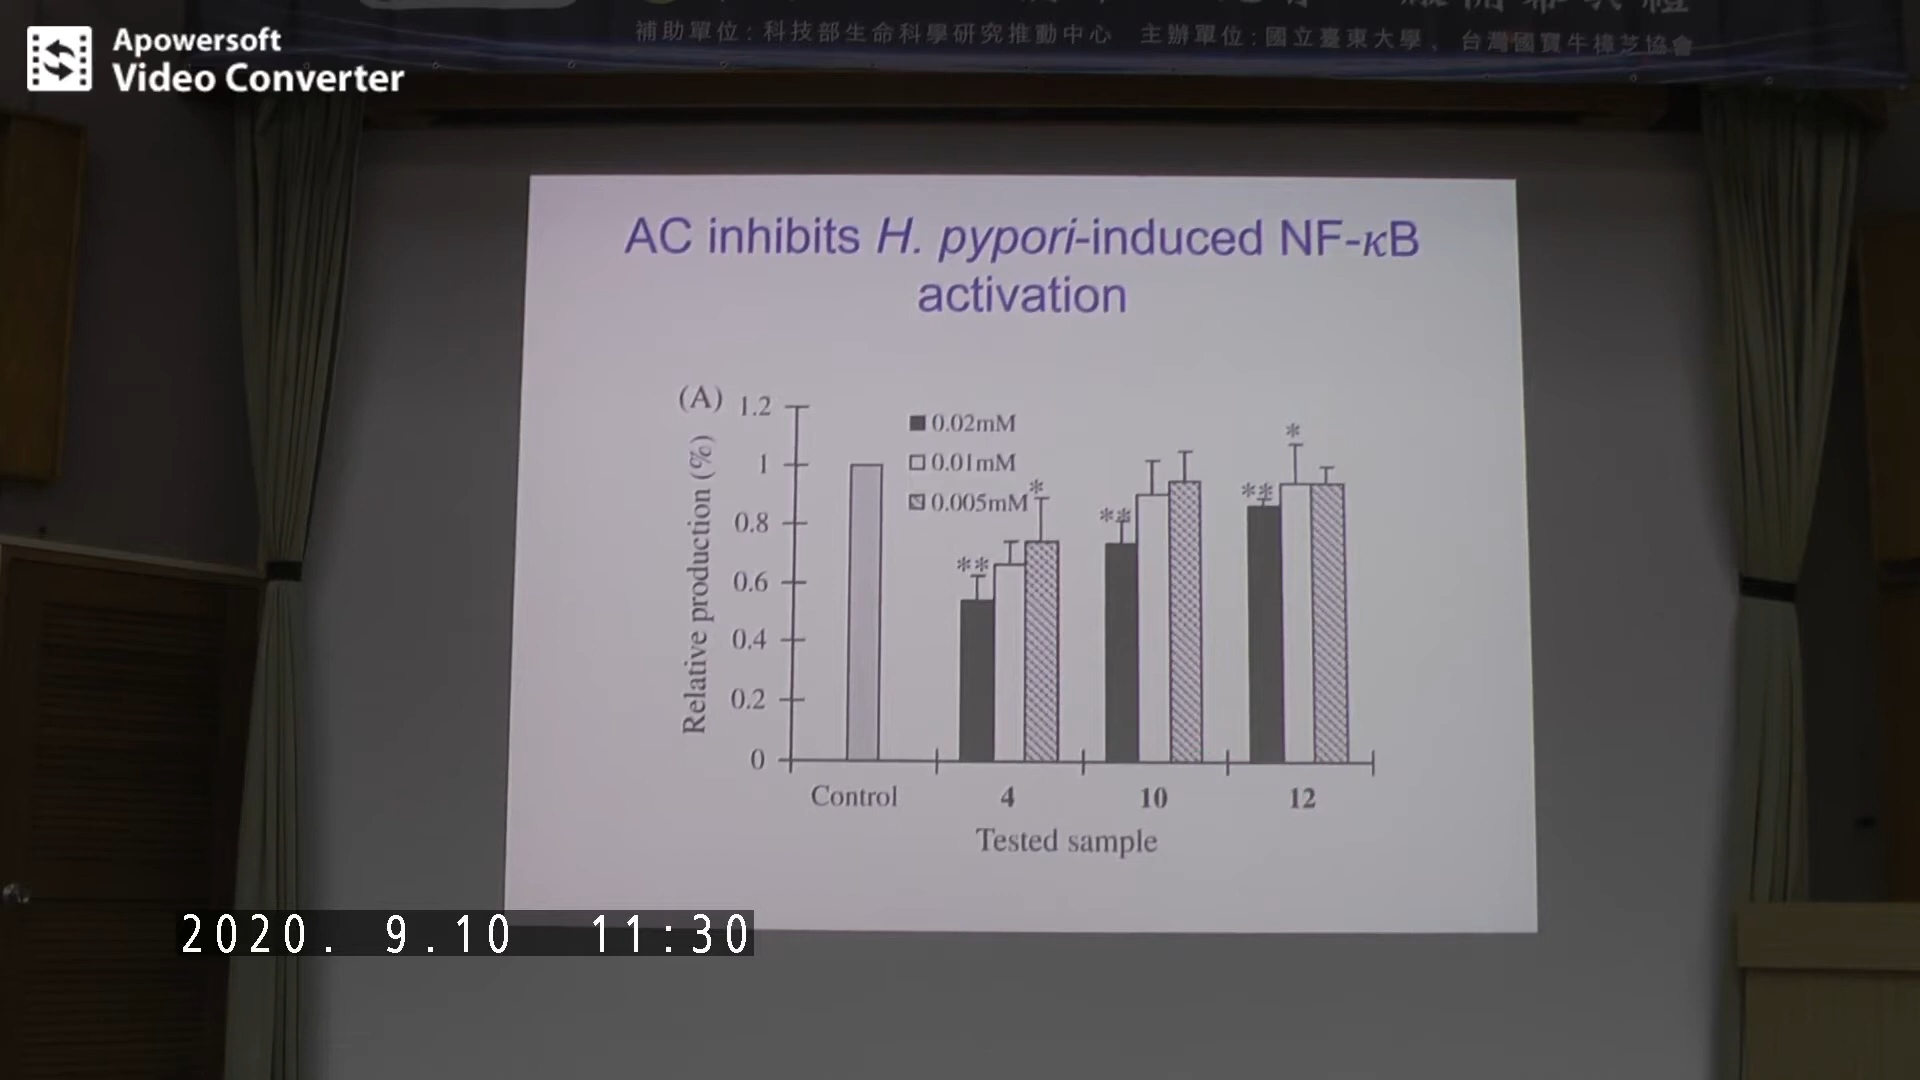 Apowersoft
Video Converter
補助單位:科技部生命科學研究推動中心 主辦單位:國立臺東大學、台灣國寶牛樟芝協會
AC inhibits H. pypori-induced NF-κB
activation
(A)
1.2
1
0.8
0.6
0.4
0.2
0
Relative production (%)
0.02mM
0.01mM
0.005mM
*
**
**
**
*
Control 4 10 12
Tested sample
2020. 9.10 11:30